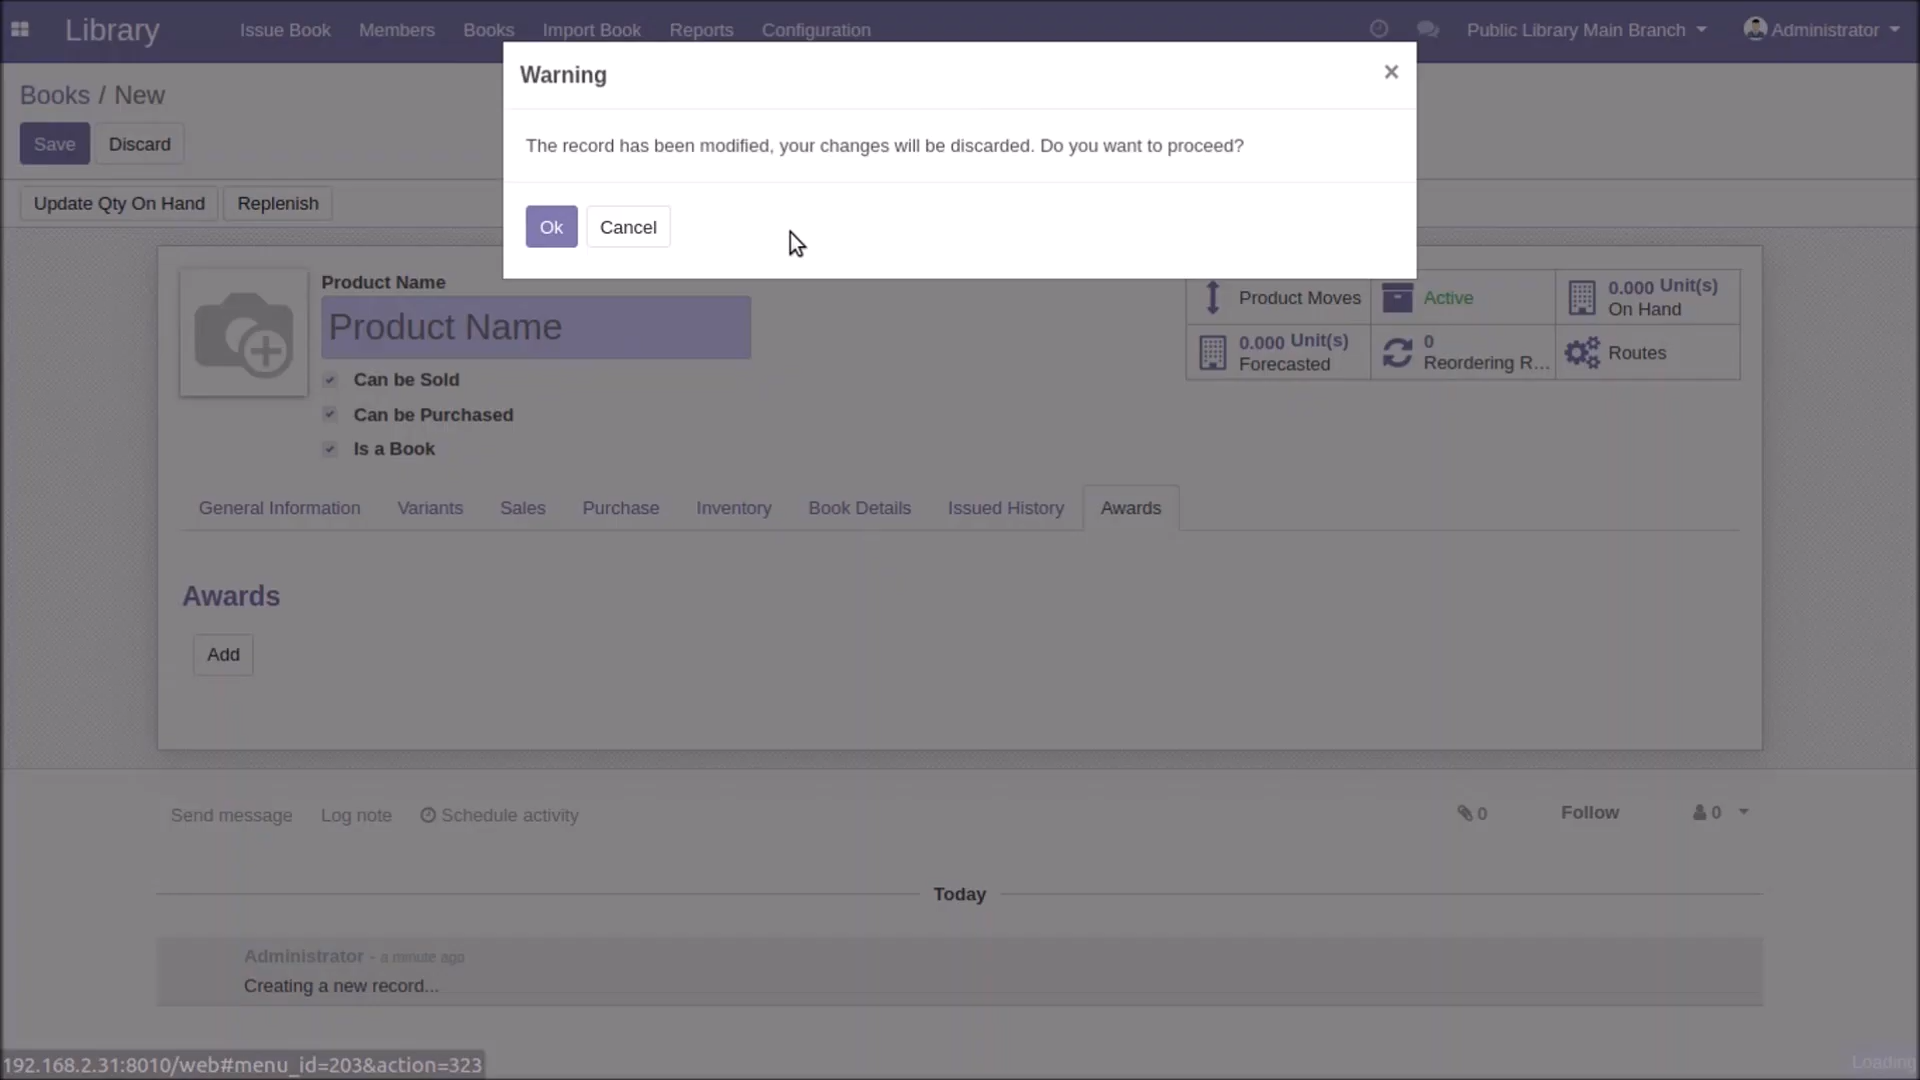 Library Issue Book Members Books Import Book Reports Configuration Public Library Main Branch Administrator
Warning ×
The record has been modified, your changes will be discarded. Do you want to proceed?
Ok Cancel
Books / New
Save Discard
Update Qty On Hand Replenish
Product Name
Product Name
Can be Sold
Can be Purchased
Is a Book
Product Moves
Active
0.000 Unit(s)
On Hand
0.000 Unit(s)
Forecasted
0
Reordering R...
Routes
General Information Variants Sales Purchase Inventory Book Details Issued History Awards
Awards
Add
Send message Log note Schedule activity 0 Follow 0
Today
Administrator - a minute ago
Creating a new record...
192.168.2.31:8010/web#menu_id=203&action=323
Loading